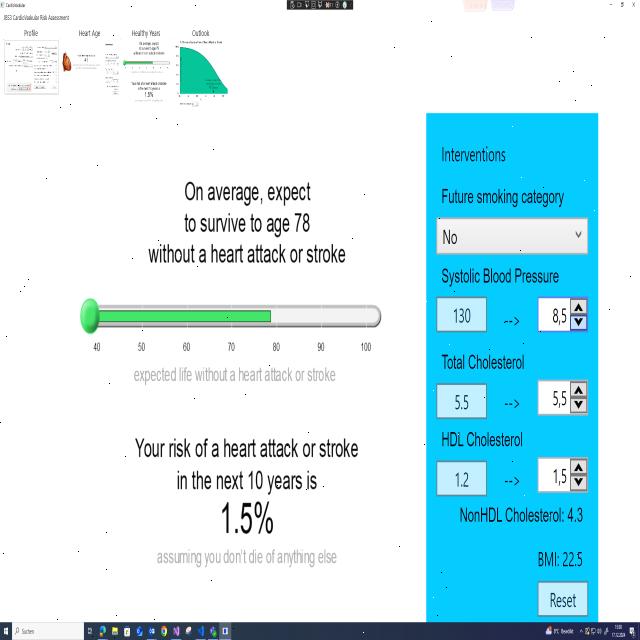 CardioVaskular
JBS3 CardioVaskular Risk Assessment
Profile
Heart Age
Healthy Years
Outlook
On average, expect
to survive to age 78
without a heart attack or stroke
40 50 60 70 80 90 100
expected life without a heart attack or stroke
Your risk of a heart attack or stroke
in the next 10 years is
1.5%
assuming you don't die of anything else
Interventions
Future smoking category
No
Systolic Blood Pressure
130 --> 8,5
Total Cholesterol
5.5 --> 5,5
HDL Cholesterol
1.2 --> 1,5
NonHDL Cholesterol: 4.3
BMI: 22.5
Reset
Suchen